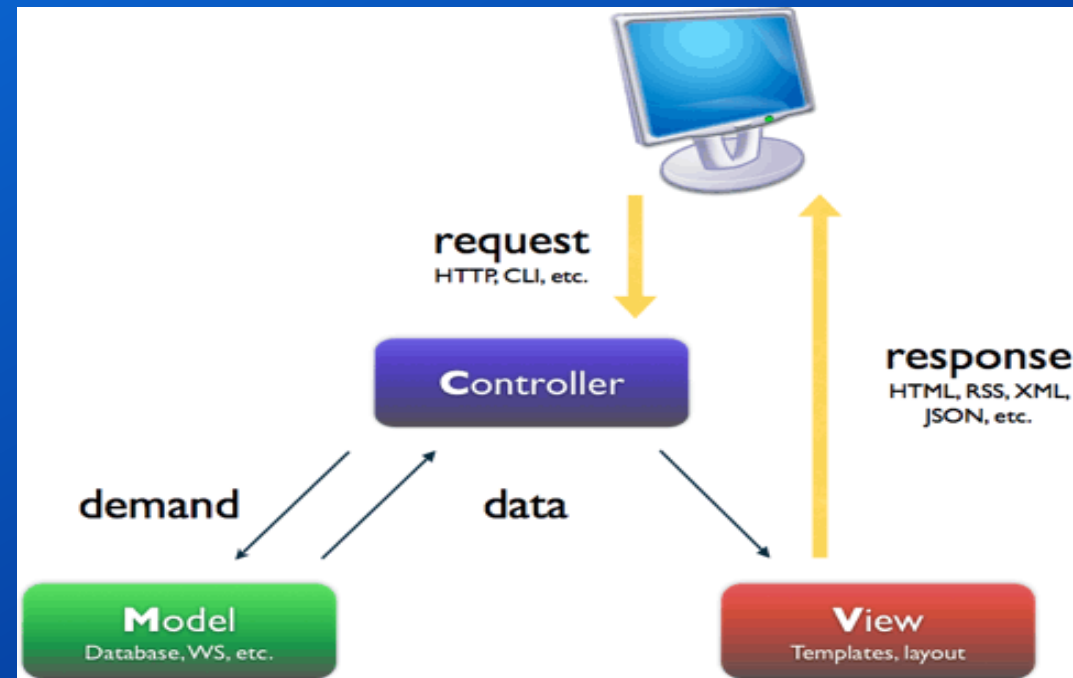 request
HTTP, CLI, etc.
Controller
response
HTML, RSS, XML,
JSON, etc.
demand
data
Model
Database, WS, etc.
View
Templates, layout